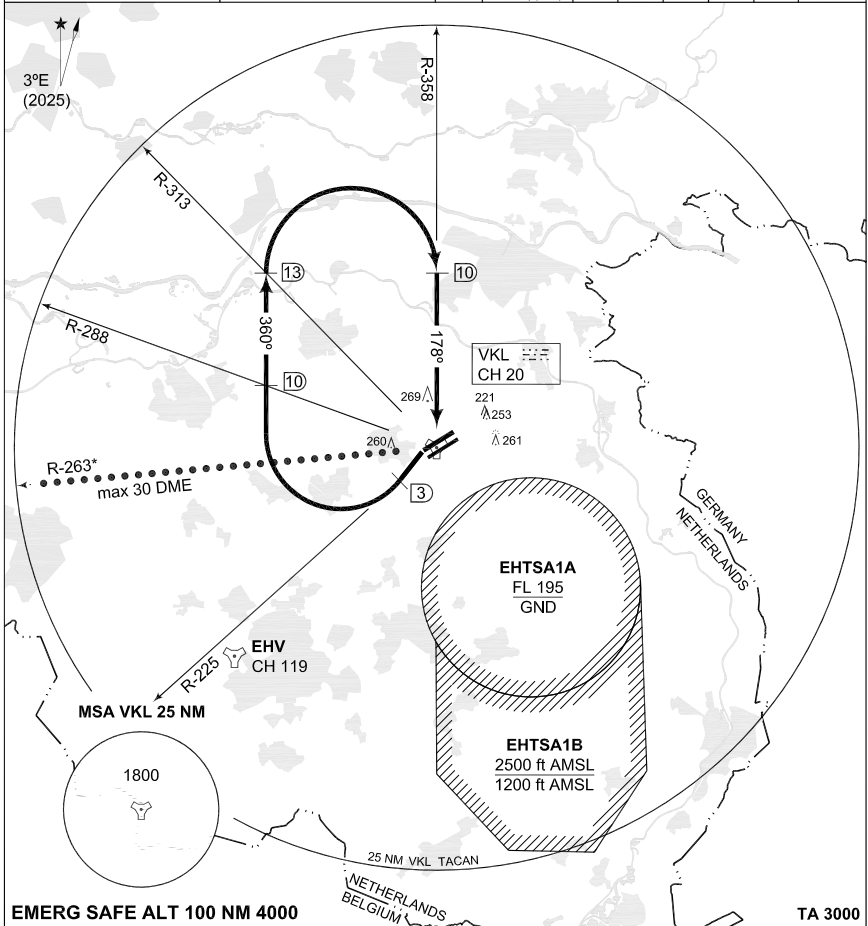 3ºE
(2025)
R-358
R-313
13
10
360º
R-288
178º
VKL
CH 20
10
269
221
253
260
261
R-263*
max 30 DME
3
GERMANY
NETHERLANDS
EHTSA1A
FL 195
GND
R-225
EHV
CH 119
MSA VKL 25 NM
1800
EHTSA1B
2500 ft AMSL
1200 ft AMSL
25 NM VKL TACAN
NETHERLANDS
BELGIUM
EMERG SAFE ALT 100 NM 4000
TA 3000